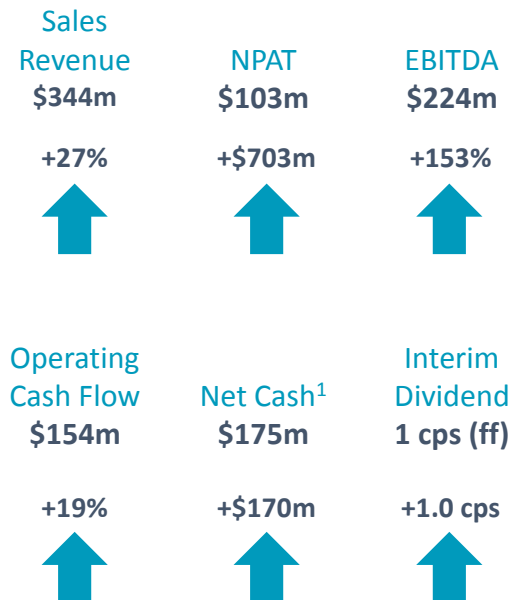 Sales
Revenue
$344m
+27%
NPAT
$103m
+$703m
EBITDA
$224m
+153%
Operating
Cash Flow
$154m
+19%
Net Cash¹
$175m
+$170m
Interim
Dividend
1 cps (ff)
+1.0 cps